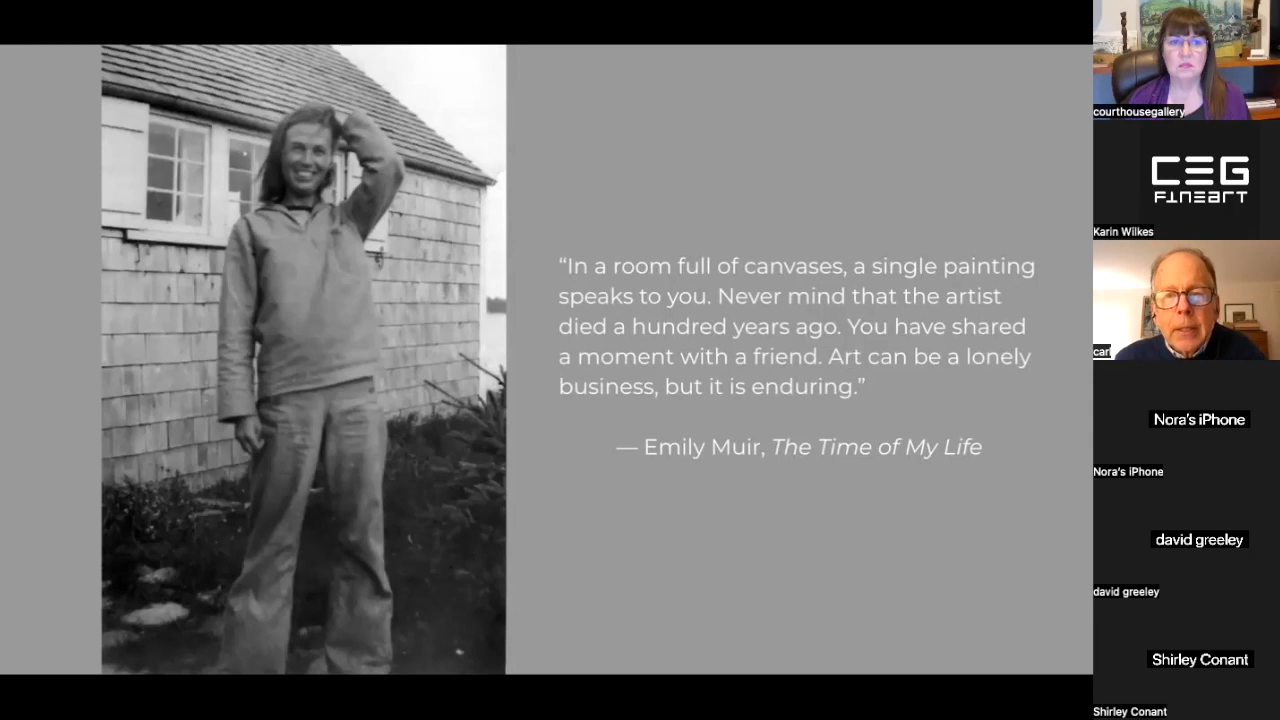 “In a room full of canvases, a single painting
speaks to you. Never mind that the artist
died a hundred years ago. You have shared
a moment with a friend. Art can be a lonely
business, but it is enduring.”
— Emily Muir, The Time of My Life
courthousegallery
CEG
FINEART
Karin Wilkes
carl
Nora’s iPhone
Nora’s iPhone
david greeley
david greeley
Shirley Conant
Shirley Conant